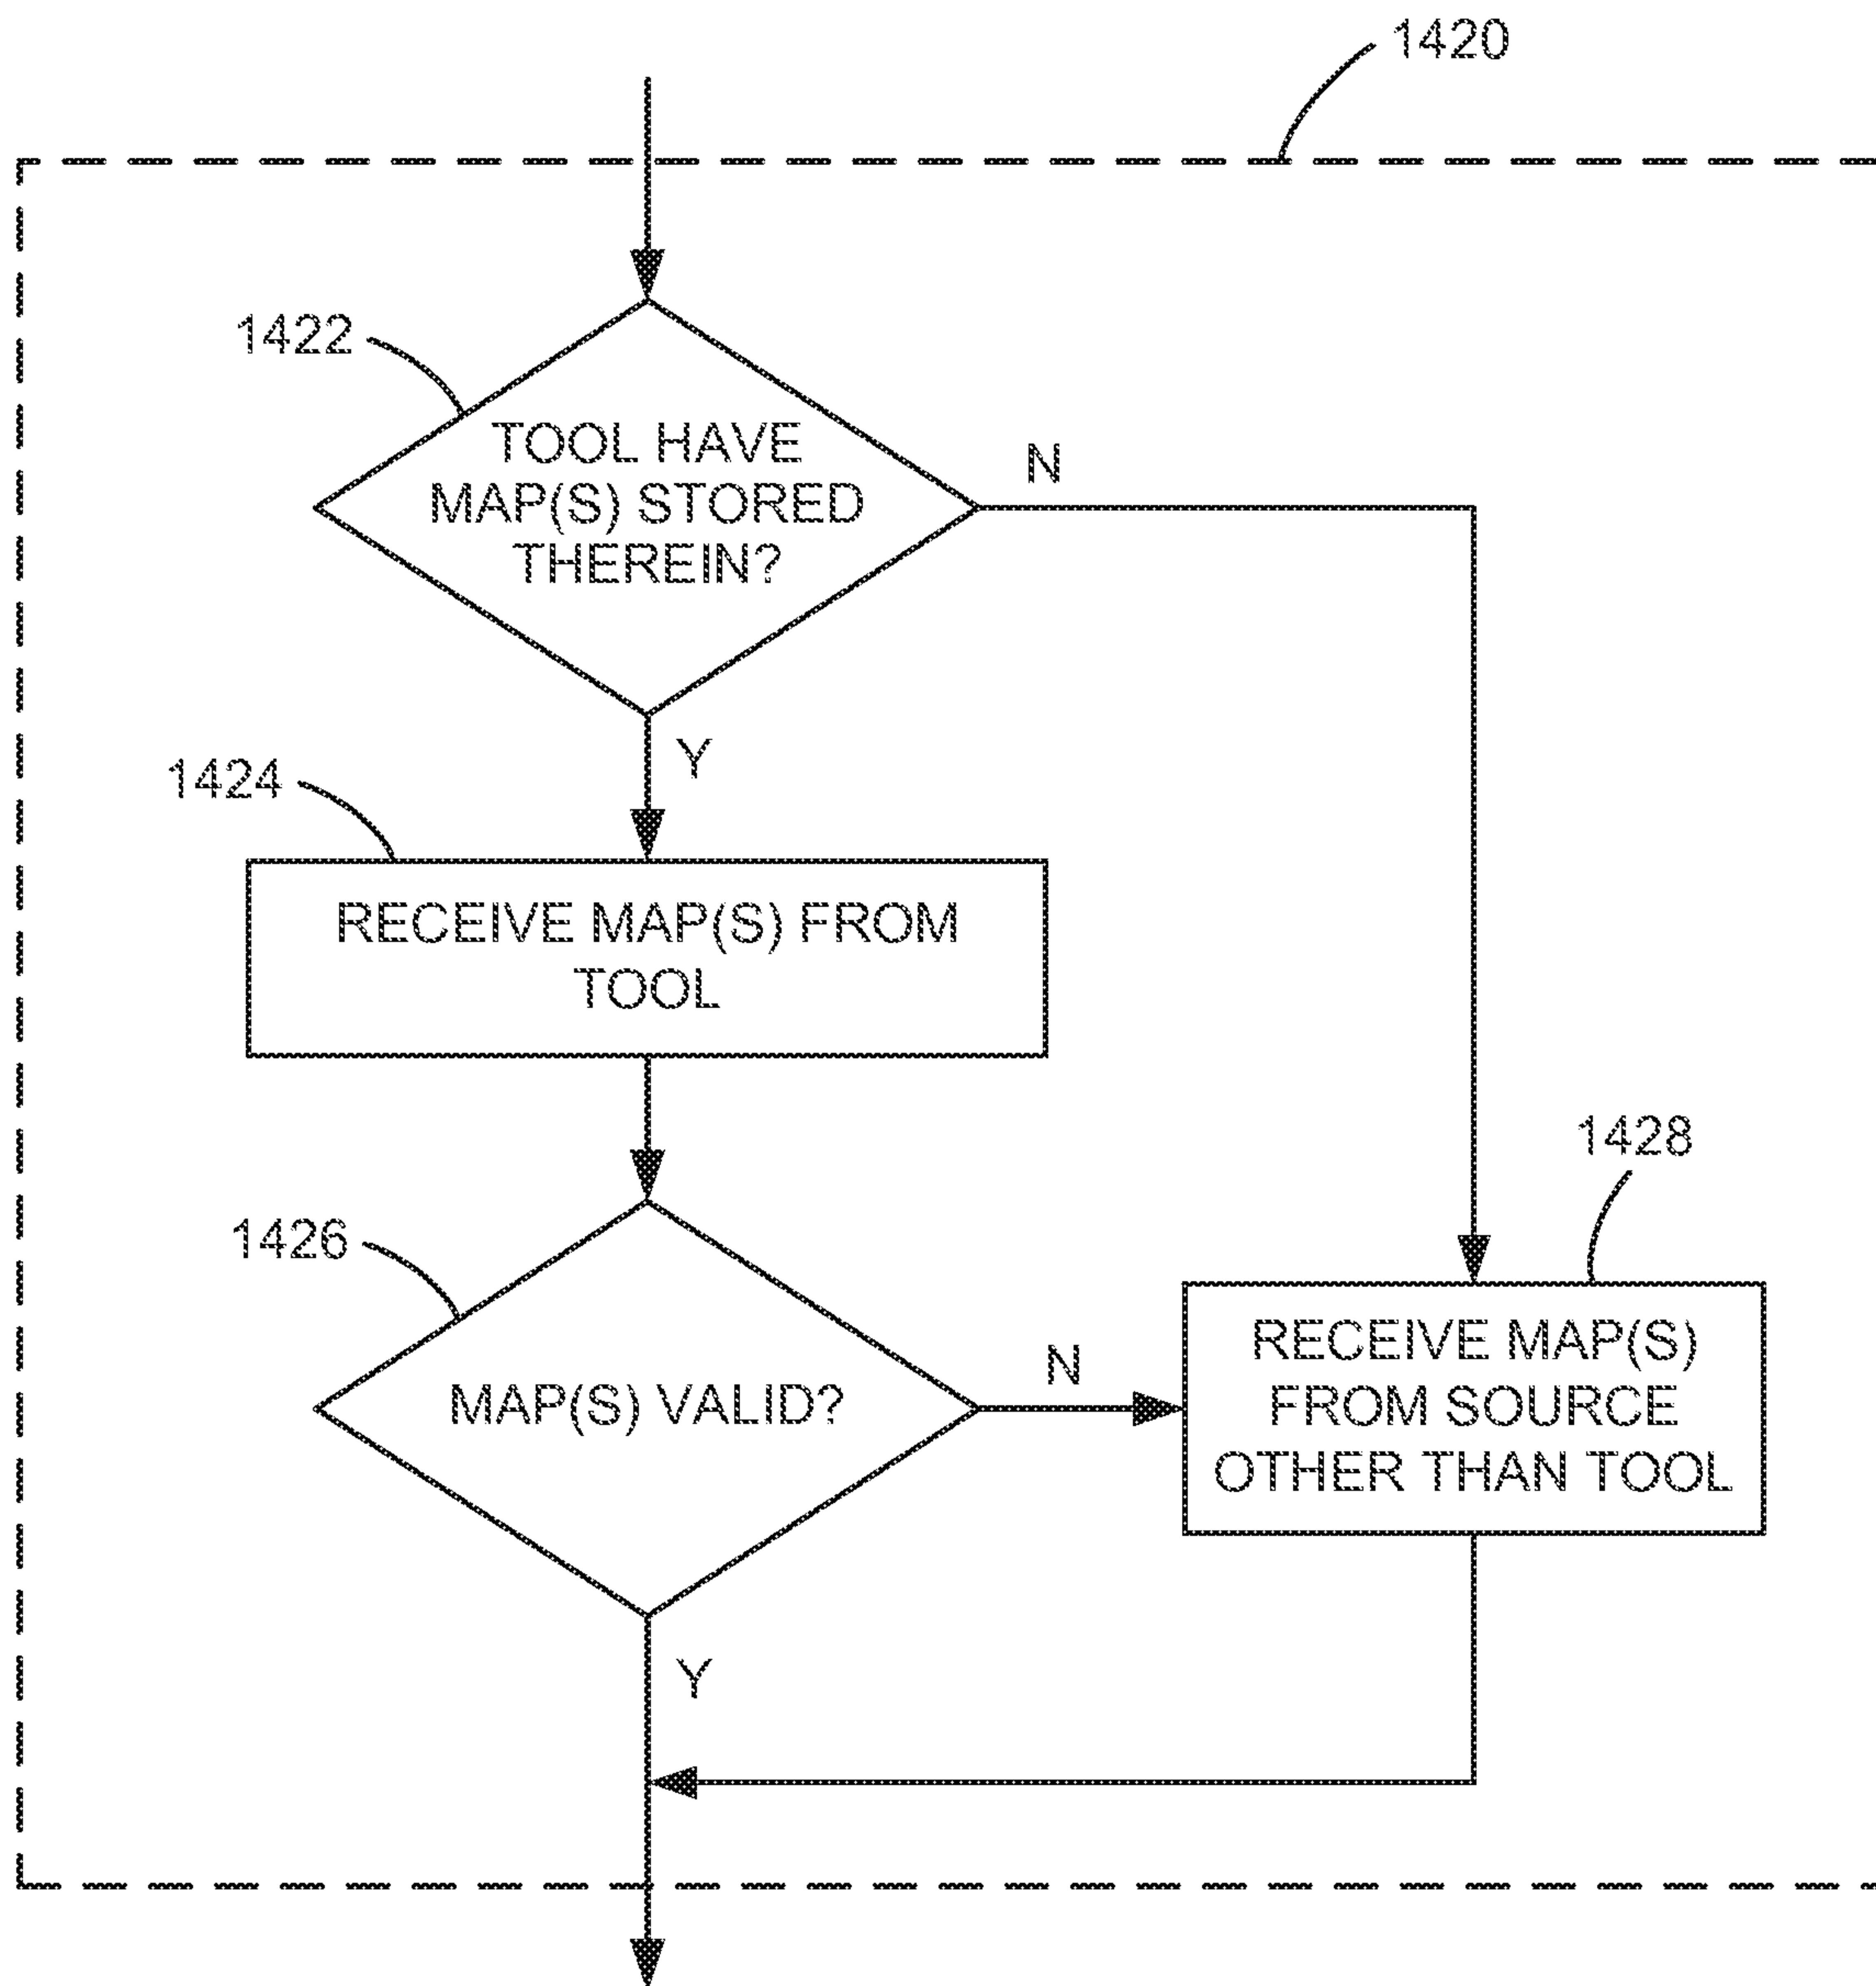 1420
1422
TOOL HAVE
MAP(S) STORED
THEREIN?
N
Y
1424
RECEIVE MAP(S) FROM
TOOL
1428
1426
MAP(S) VALID?
N
RECEIVE MAP(S)
FROM SOURCE
OTHER THAN TOOL
Y